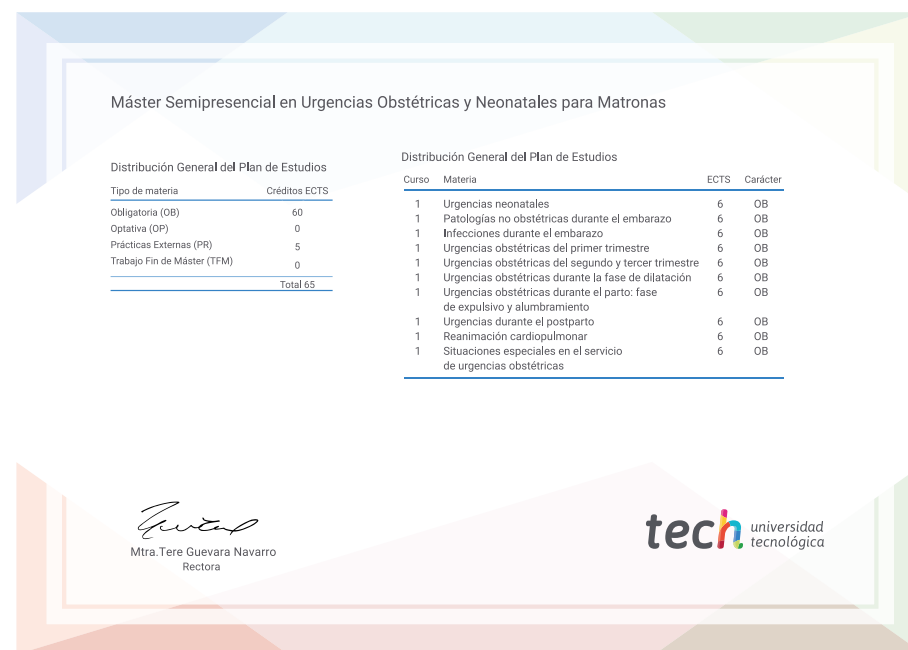 Máster Semipresencial en Urgencias Obstétricas y Neonatales para Matronas
Distribución General del Plan de Estudios
Tipo de materia Créditos ECTS
Obligatoria (OB) 60
Optativa (OP) 0
Prácticas Externas (PR) 5
Trabajo Fin de Máster (TFM) 0
Total 65
Distribución General del Plan de Estudios
Curso Materia ECTS Carácter
1 Urgencias neonatales 6 OB
1 Patologías no obstétricas durante el embarazo 6 OB
1 Infecciones durante el embarazo 6 OB
1 Urgencias obstétricas del primer trimestre 6 OB
1 Urgencias obstétricas del segundo y tercer trimestre 6 OB
1 Urgencias obstétricas durante la fase de dilatación 6 OB
1 Urgencias obstétricas durante el parto: fase 6 OB
de expulsivo y alumbramiento
1 Urgencias durante el postparto 6 OB
1 Reanimación cardiopulmonar 6 OB
1 Situaciones especiales en el servicio 6 OB
de urgencias obstétricas
Mtra.Tere Guevara Navarro
Rectora
tech universidad
tecnológica